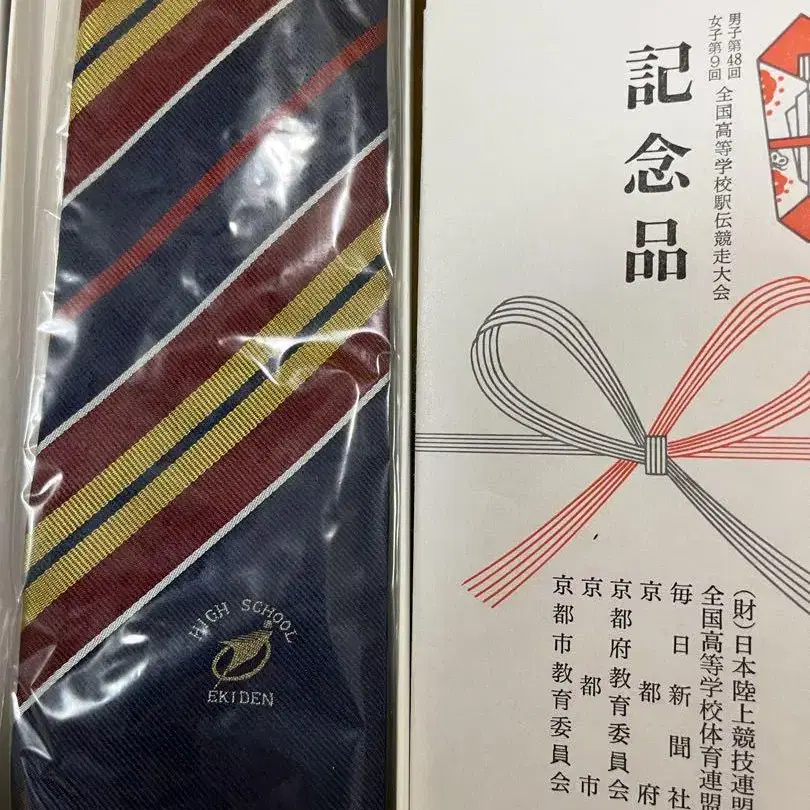 男子第48回
女子第9回
全国高等学校駅伝競走大会
記念品
(財)日本陸上競技連盟
全国高等学校体育連盟
毎日新聞社
京都府
京都府教育委員会
京都市
京都市教育委員会
HIGH SCHOOL
EKIDEN